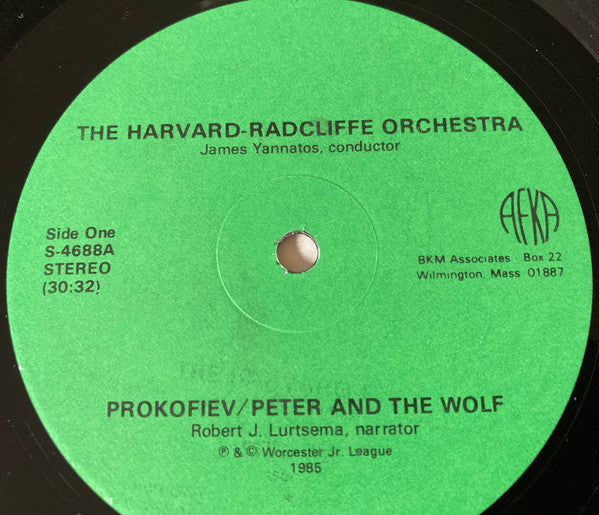 THE HARVARD-RADCLIFFE ORCHESTRA
James Yannatos, conductor
Side One
S-4688A
STEREO
(30:32)
AFKA
BKM Associates · Box 22
Wilmington, Mass 01887
PROKOFIEV/PETER AND THE WOLF
Robert J. Lurtsema, narrator
℗ & © Worcester Jr. League
1985